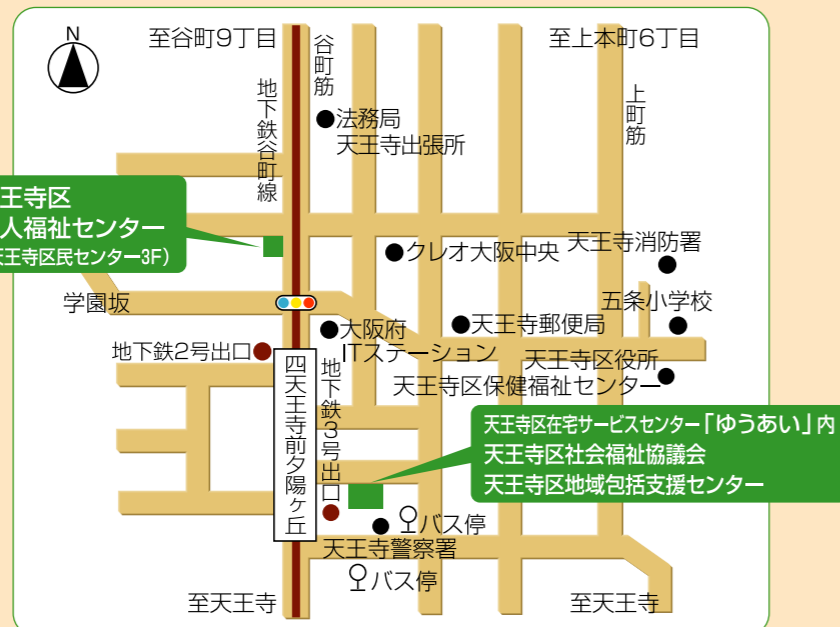 N
至谷町9丁目
谷町筋
至上本町6丁目
地下鉄谷町線
上町筋
法務局
天王寺出張所
王寺区
人福祉センター
天王寺区民センター3F）
クレオ大阪中央
天王寺消防署
学園坂
五条小学校
大阪府
ITステーション
天王寺郵便局
地下鉄2号出口
天王寺区役所
天王寺区保健福祉センター
四天王寺前夕陽ヶ丘
地下鉄3号出口
天王寺区在宅サービスセンター「ゆうあい」内
天王寺区社会福祉協議会
天王寺区地域包括支援センター
バス停
天王寺警察署
バス停
至天王寺
至天王寺